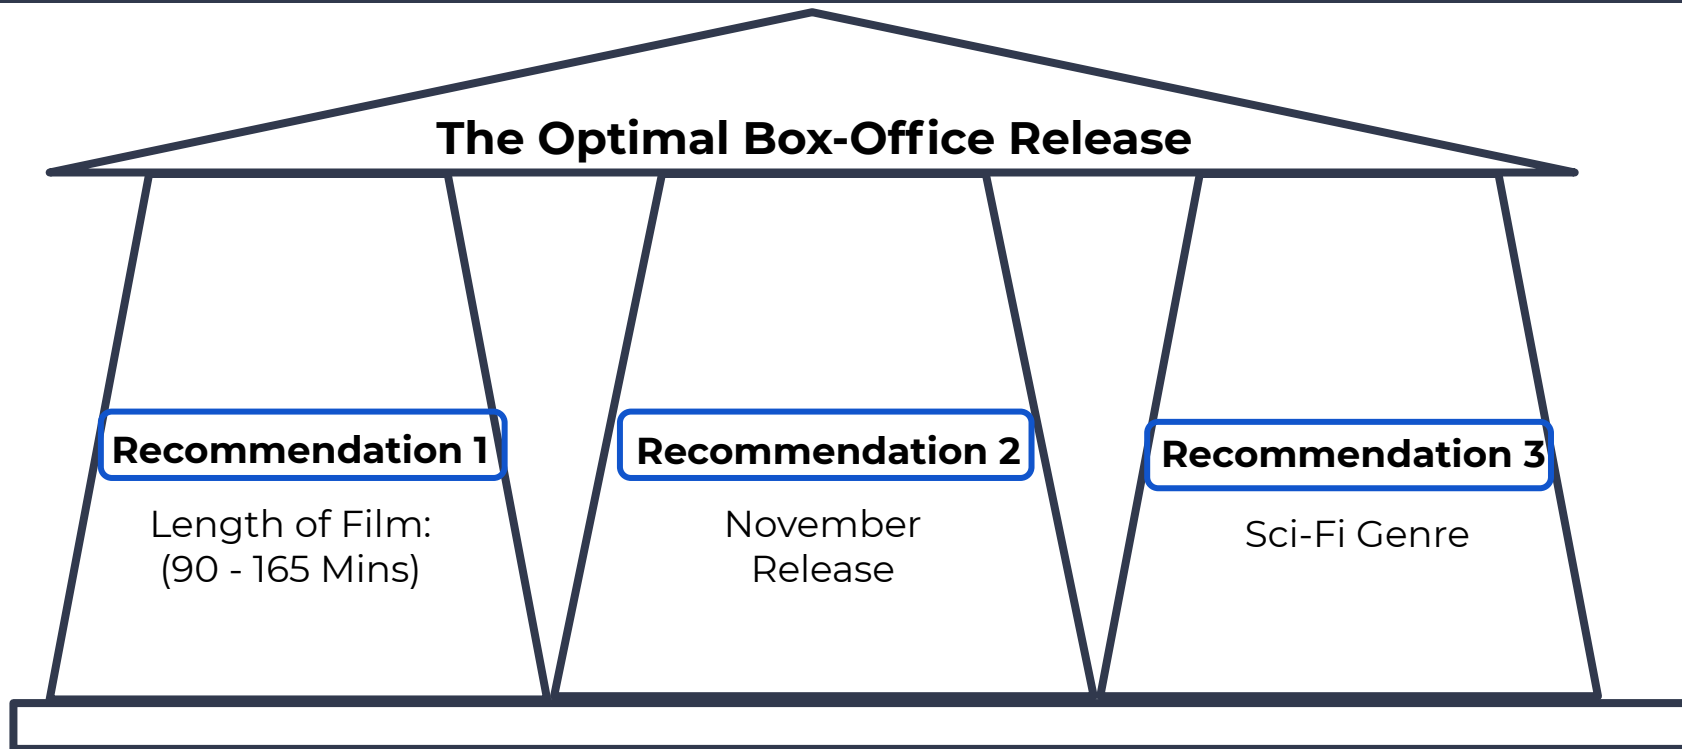 The Optimal Box-Office Release
Recommendation 1
Length of Film:
(90 - 165 Mins)
Recommendation 2
November
Release
Recommendation 3
Sci-Fi Genre